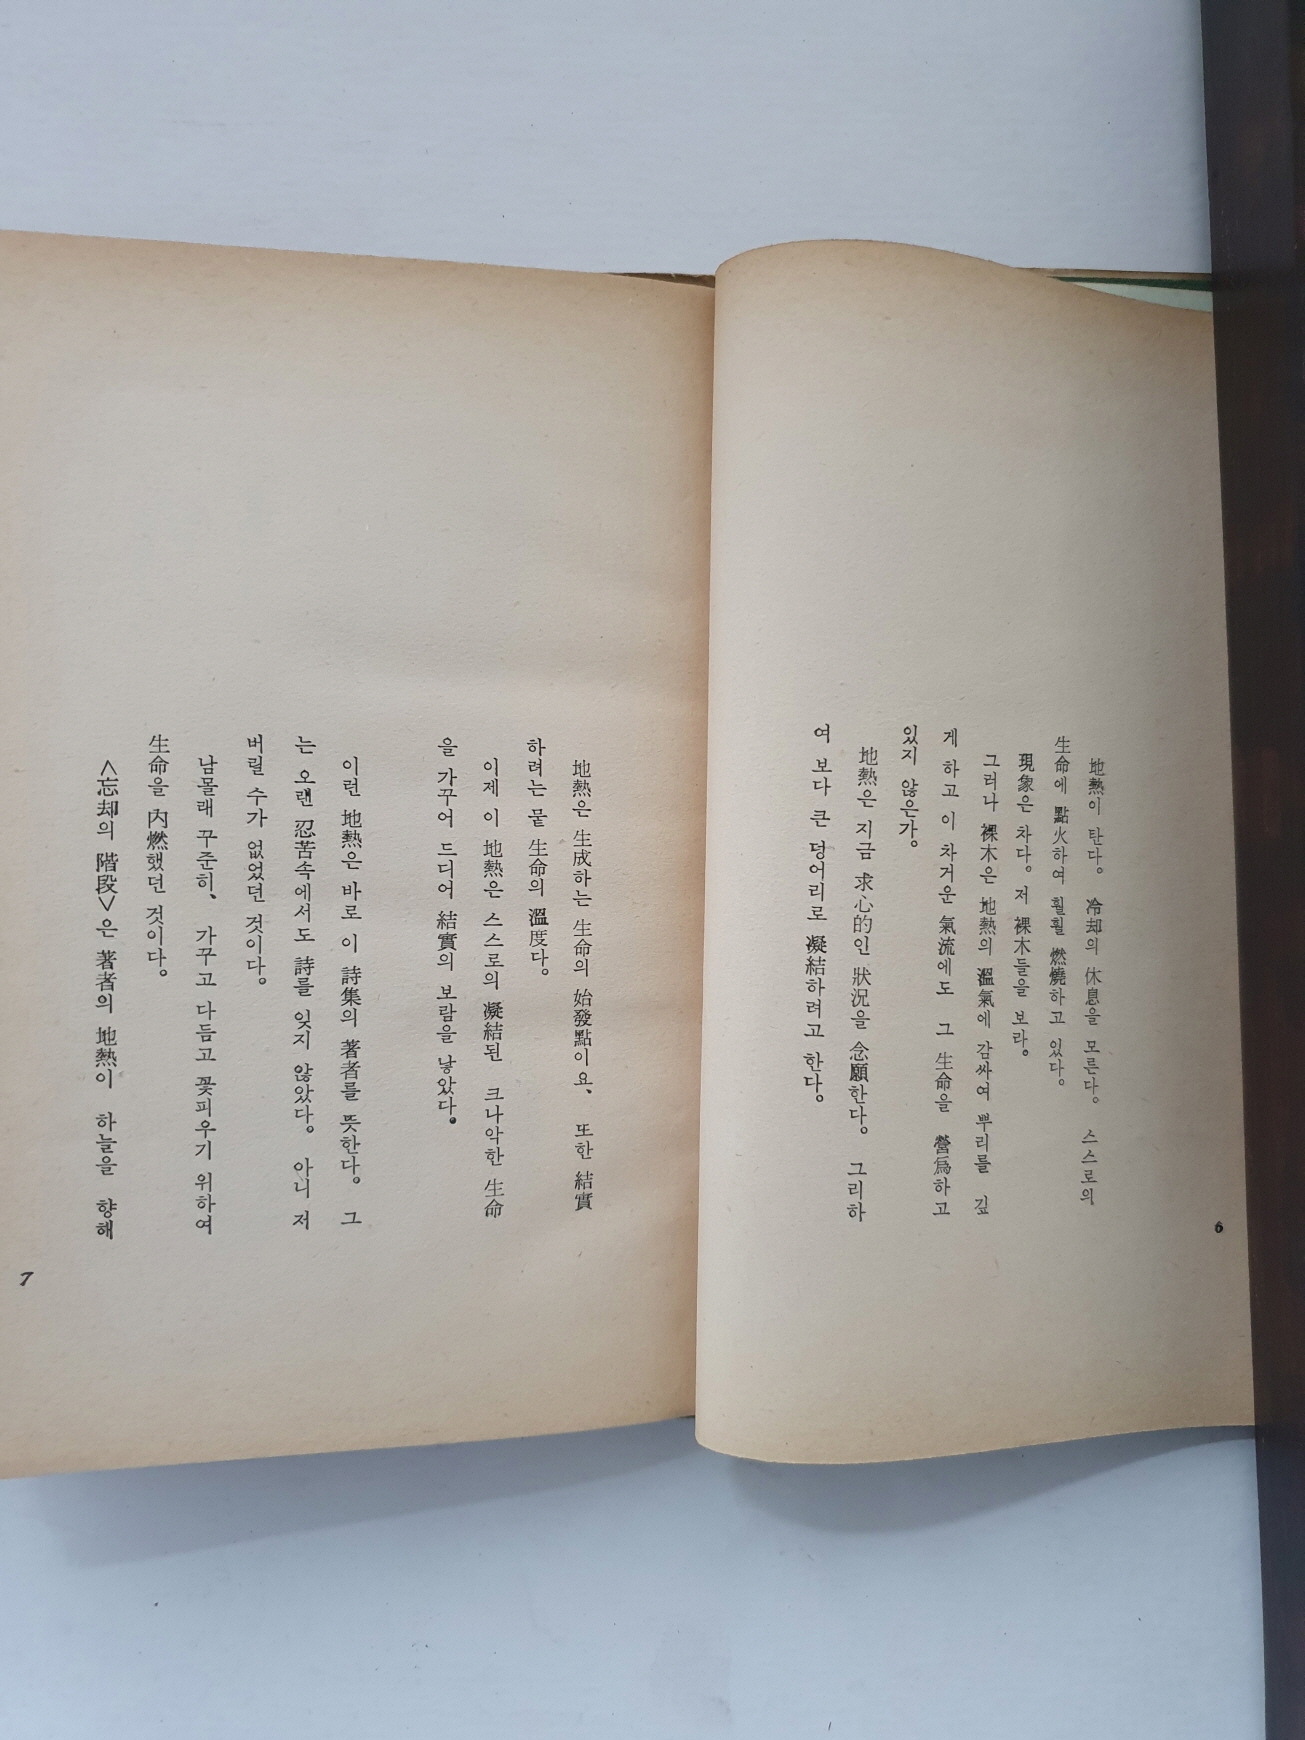 地熱이 탄다。 冷却의 休息을 모른다。 스스로의
生命에 點火하여 훨훨 燃燒하고 있다。
現象은 차다。 저 裸木들을 보라。
그러나 裸木은 地熱의 溫氣에 감싸여 뿌리를 깊
게 하고 이 차거운 氣流에도 그 生命을 營爲하고
있지 않은가。
地熱은 지금 求心的인 狀況을 念願한다。 그리하
여 보다 큰 덩어리로 凝結하려고 한다。
6
地熱은 生成하는 生命의 始發點이요、 또한 結實
하려는 뭍 生命의 溫度다。
이제 이 地熱은 스스로의 凝結된 크나악한 生命
을 가꾸어 드디어 結實의 보람을 낳았다。
이런 地熱은 바로 이 詩集의 著者를 뜻한다。 그
는 오랜 忍苦속에서도 詩를 잊지 않았다。 아니 저
버릴 수가 없었던 것이다。
남몰래 꾸준히、 가꾸고 다듬고 꽃피우기 위하여
生命을 內燃했던 것이다。
<忘却의 階段>은 著者의 地熱이 하늘을 향해
7